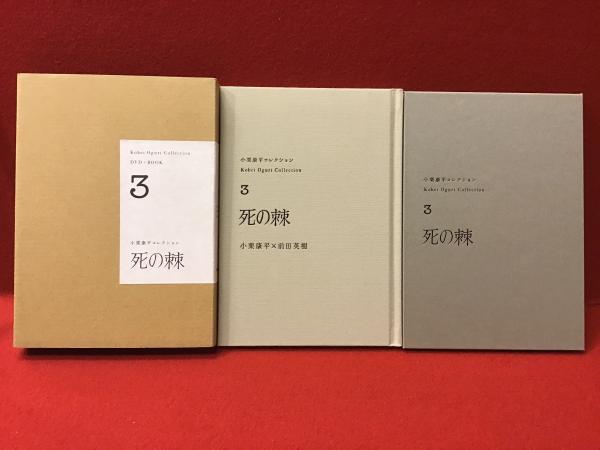 Kohei Oguri Collection
DVD+BOOK
3
小栗康平コレクション
死の棘
小栗康平コレクション
Kohei Oguri Collection
3
死の棘
小栗康平×前田英樹
小栗康平コレクション
Kohei Oguri Collection
3
死の棘